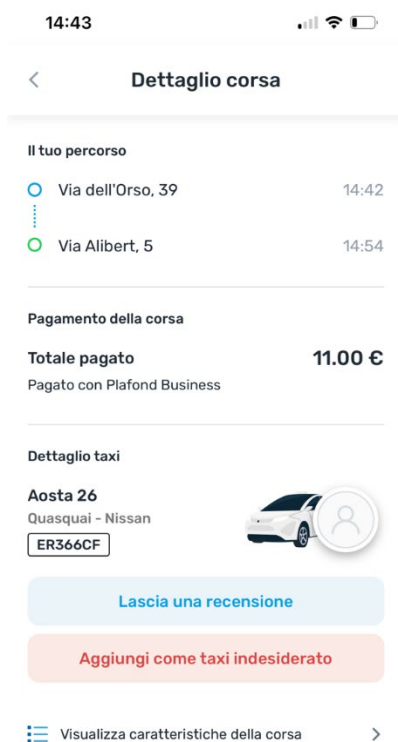 14:43
Dettaglio corsa
Il tuo percorso
Via dell'Orso, 39 14:42
Via Alibert, 5 14:54
Pagamento della corsa
Totale pagato 11.00 €
Pagato con Plafond Business
Dettaglio taxi
Aosta 26
Quasquai - Nissan
ER366CF
Lascia una recensione
Aggiungi come taxi indesiderato
Visualizza caratteristiche della corsa